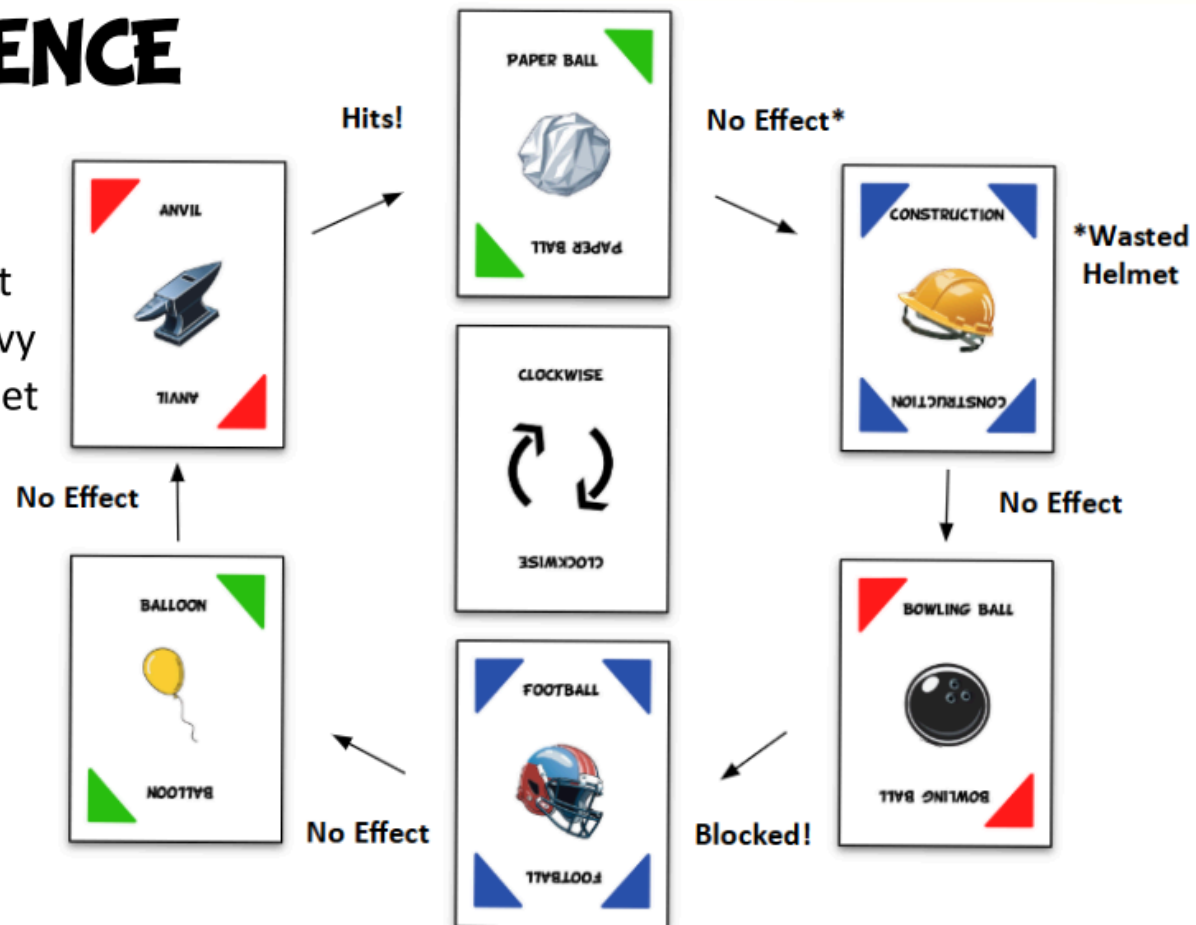 ENCE
PAPER BALL
PAPER BALL
Hits!
No Effect*
ANVIL
ANVIL
t
vy
et
CONSTRUCTION
CONSTRUCTION
*Wasted
Helmet
CLOCKWISE
CLOCKWISE
No Effect
No Effect
BALLOON
BALLOON
FOOTBALL
FOOTBALL
BOWLING BALL
BOWLING BALL
No Effect
Blocked!